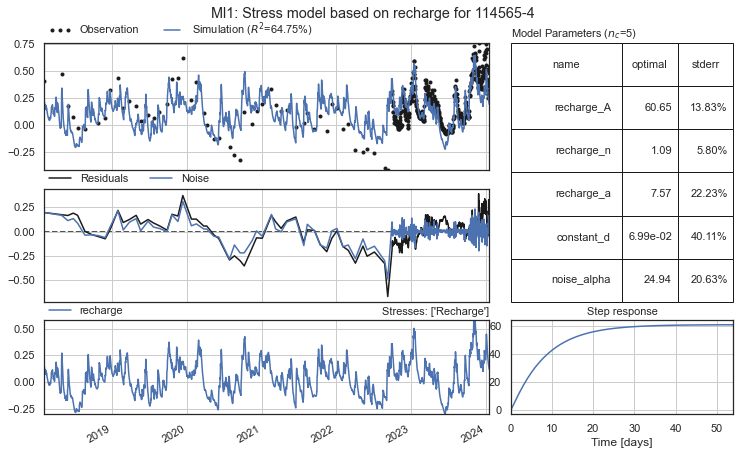 Ml1: Stress model based on recharge for 114565-4
Observation Simulation (R²=64.75%)
0.75
0.50
0.25
0.00
−0.25
Residuals Noise
0.25
0.00
−0.25
−0.50
recharge Stresses: ['Recharge']
0.50
0.25
0.00
−0.25
2019 2020 2021 2022 2023 2024
Model Parameters (n_c=5)
name optimal stderr
recharge_A 60.65 13.83%
recharge_n 1.09 5.80%
recharge_a 7.57 22.23%
constant_d 6.99e-02 40.11%
noise_alpha 24.94 20.63%
Step response
60
40
20
0
0 10 20 30 40 50
Time [days]